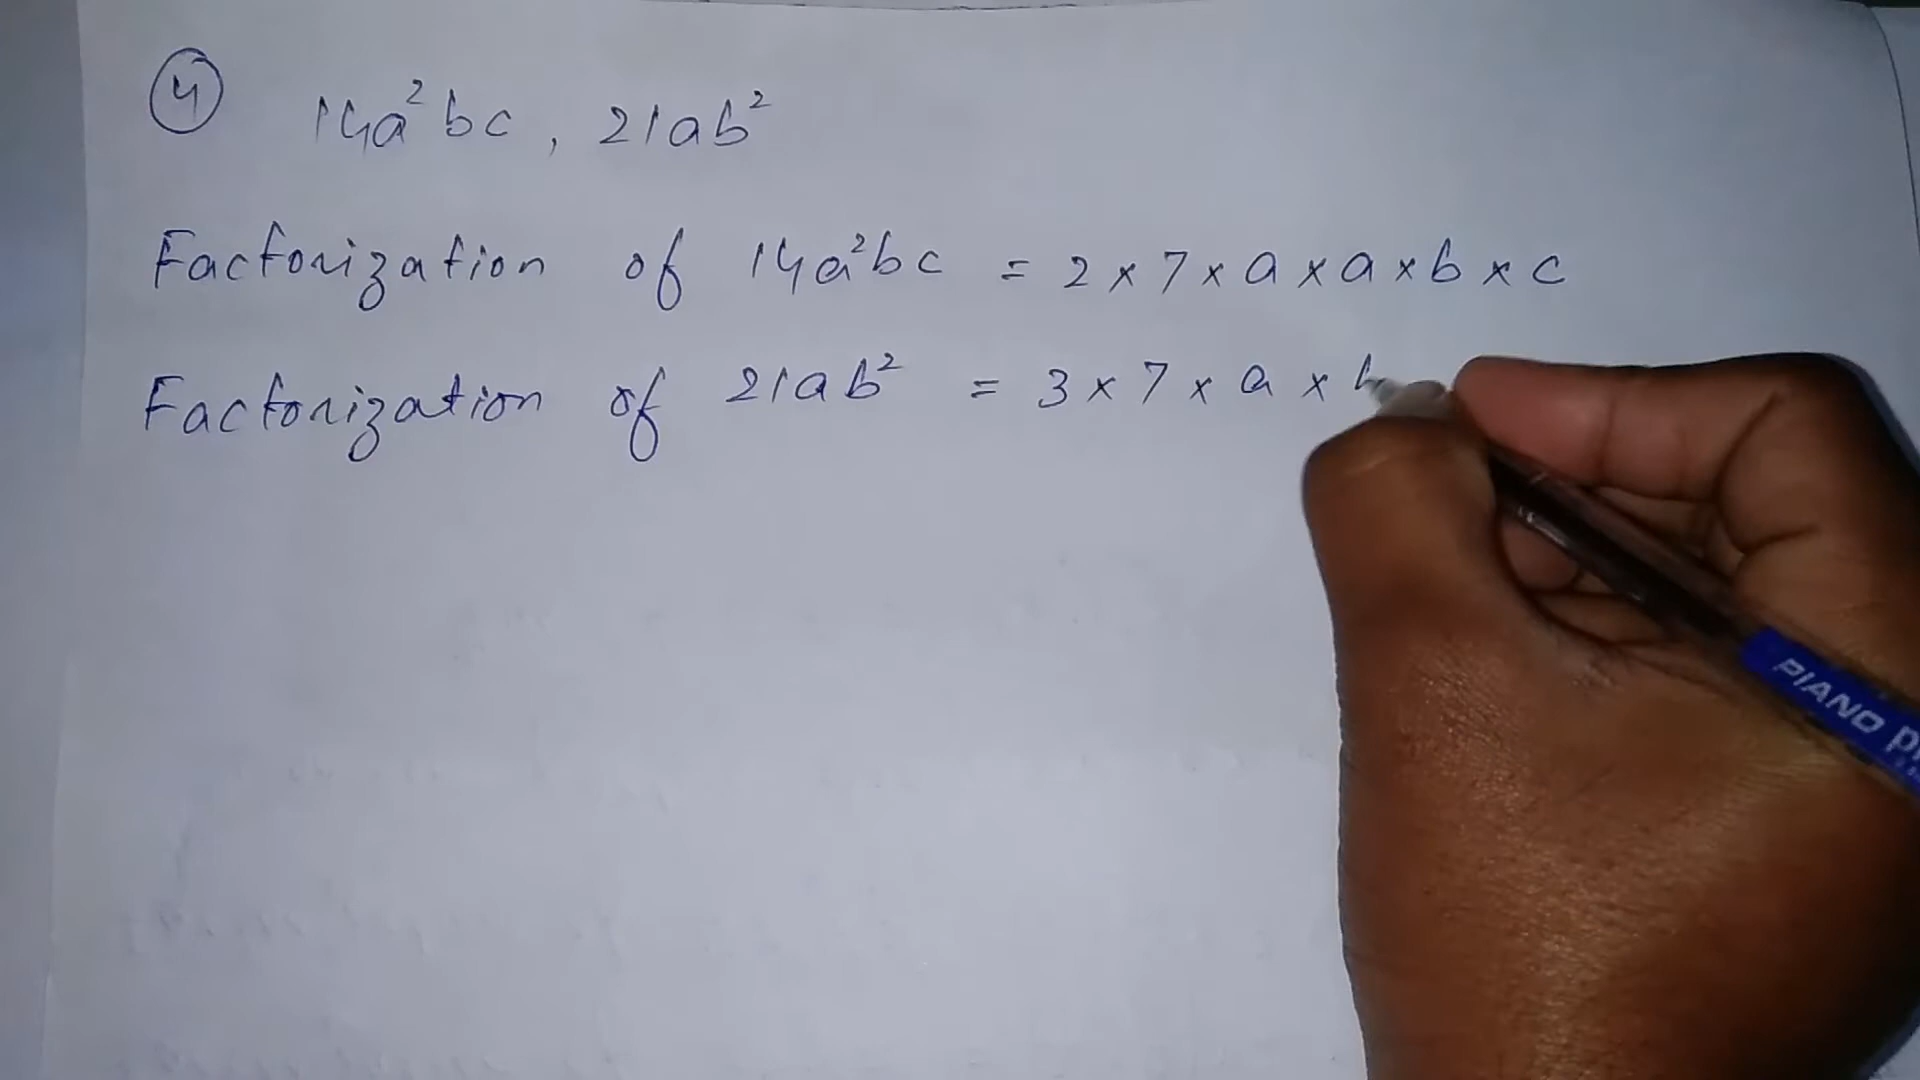 4 14a²bc, 21ab²
Factorization of 14a²bc = 2 × 7 × a × a × b × c
Factorization of 21ab² = 3 × 7 × a × b
PIANO